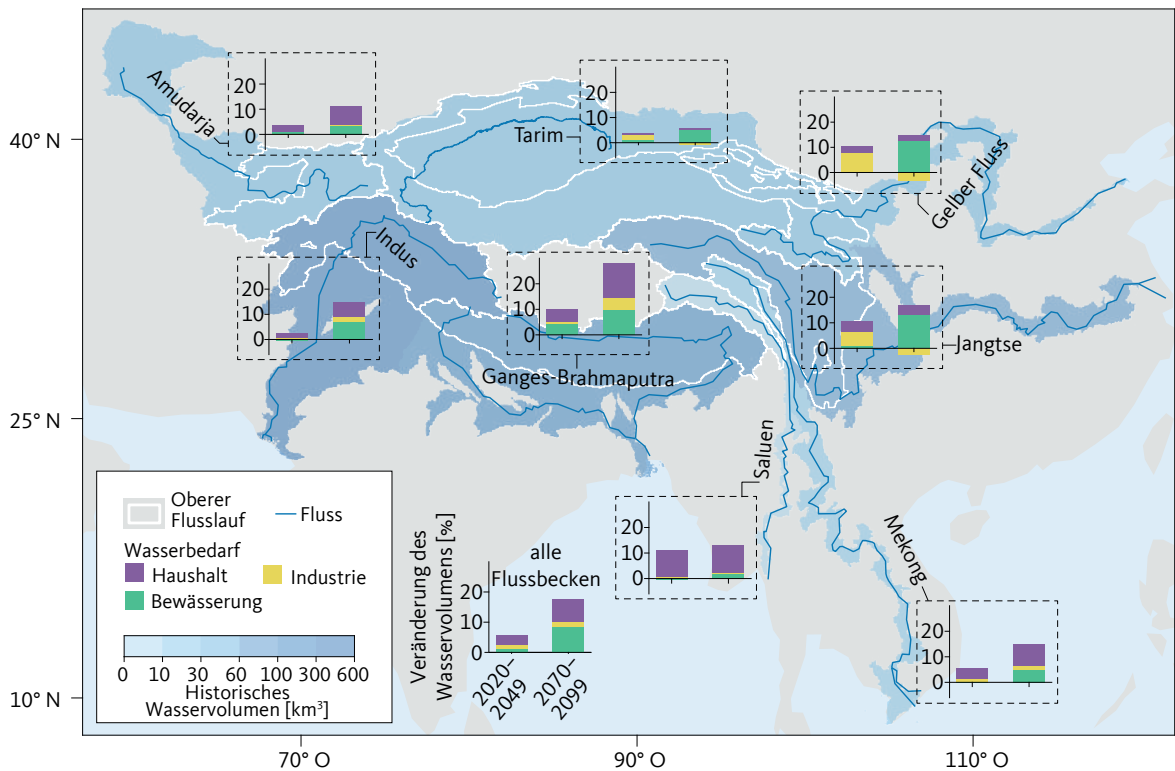 40° N
25° N
10° N
70° O
90° O
110° O
Amudarja
20
10
0
Tarim
20
10
0
20
10
0
Gelber Fluss
Indus
20
10
0
20
10
0
Ganges-Brahmaputra
20
10
0
Jangtse
Saluen
20
10
0
Mekong
20
10
0
Oberer
Flusslauf
Fluss
Wasserbedarf
Haushalt
Industrie
Bewässerung
0 10 30 60 100 300 600
Historisches
Wasservolumen [km³]
Veränderung des
Wasservolumens [%]
alle
Flussbecken
20
10
0
2020–
2049
2070–
2099